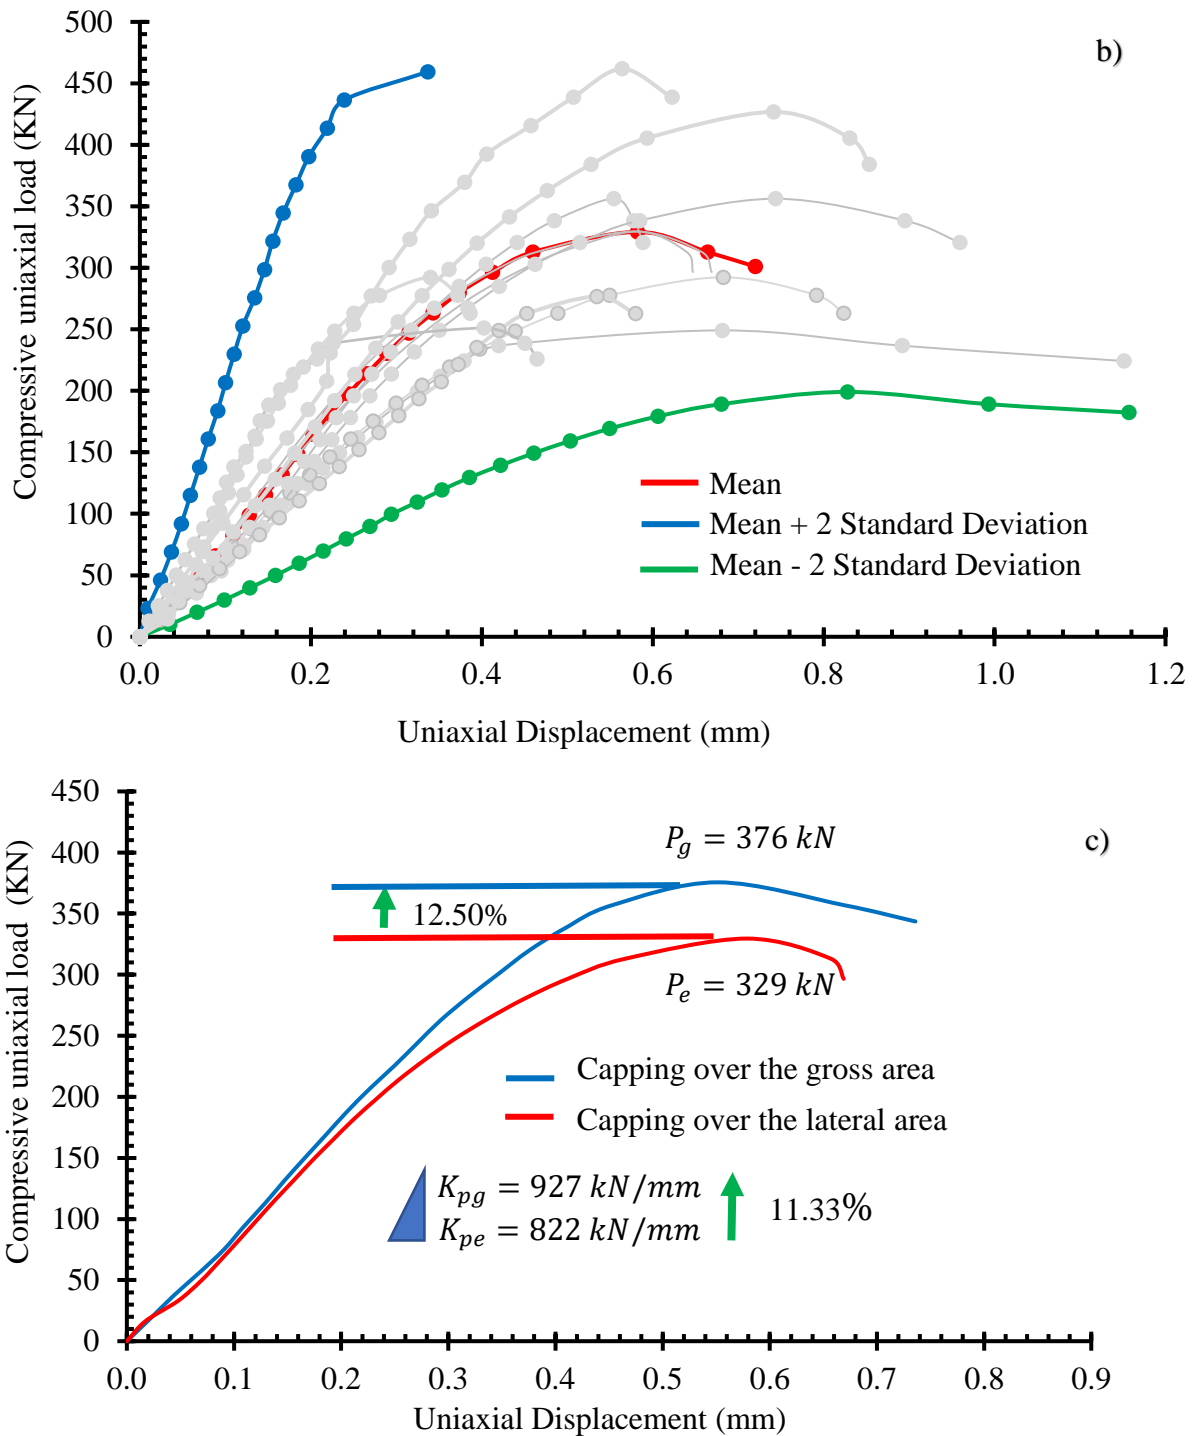 b)
Compressive uniaxial load (KN)
500
450
400
350
300
250
200
150
100
50
0
Mean
Mean + 2 Standard Deviation
Mean - 2 Standard Deviation
0.0 0.2 0.4 0.6 0.8 1.0 1.2
Uniaxial Displacement (mm)
c)
Compressive uniaxial load (KN)
450
400
350
300
250
200
150
100
50
0
P_g = 376 kN
12.50%
P_e = 329 kN
Capping over the gross area
Capping over the lateral area
K_pg = 927 kN/mm
K_pe = 822 kN/mm
11.33%
0.0 0.1 0.2 0.3 0.4 0.5 0.6 0.7 0.8 0.9
Uniaxial Displacement (mm)